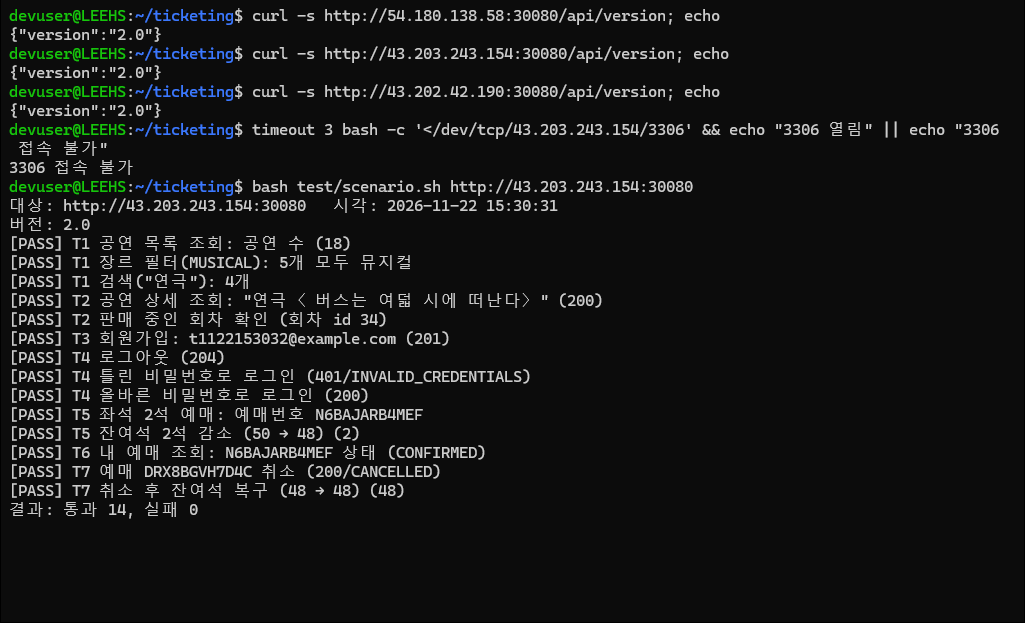 devuser@LEEHS:~/ticketing$ curl -s http://54.180.138.58:30080/api/version; echo
{"version":"2.0"}
devuser@LEEHS:~/ticketing$ curl -s http://43.203.243.154:30080/api/version; echo
{"version":"2.0"}
devuser@LEEHS:~/ticketing$ curl -s http://43.202.42.190:30080/api/version; echo
{"version":"2.0"}
devuser@LEEHS:~/ticketing$ timeout 3 bash -c '</dev/tcp/43.203.243.154/3306' && echo "3306 열림" || echo "3306
접속 불가"
3306 접속 불가
devuser@LEEHS:~/ticketing$ bash test/scenario.sh http://43.203.243.154:30080
대상: http://43.203.243.154:30080   시각: 2026-11-22 15:30:31
버전: 2.0
[PASS] T1 공연 목록 조회: 공연 수 (18)
[PASS] T1 장르 필터(MUSICAL): 5개 모두 뮤지컬
[PASS] T1 검색("연극"): 4개
[PASS] T2 공연 상세 조회: "연극 〈버스는 여덟 시에 떠난다〉" (200)
[PASS] T2 판매 중인 회차 확인 (회차 id 34)
[PASS] T3 회원가입: t1122153032@example.com (201)
[PASS] T4 로그아웃 (204)
[PASS] T4 틀린 비밀번호로 로그인 (401/INVALID_CREDENTIALS)
[PASS] T4 올바른 비밀번호로 로그인 (200)
[PASS] T5 좌석 2석 예매: 예매번호 N6BAJARB4MEF
[PASS] T5 잔여석 2석 감소 (50 → 48) (2)
[PASS] T6 내 예매 조회: N6BAJARB4MEF 상태 (CONFIRMED)
[PASS] T7 예매 DRX8BGVH7D4C 취소 (200/CANCELLED)
[PASS] T7 취소 후 잔여석 복구 (48 → 48) (48)
결과: 통과 14, 실패 0